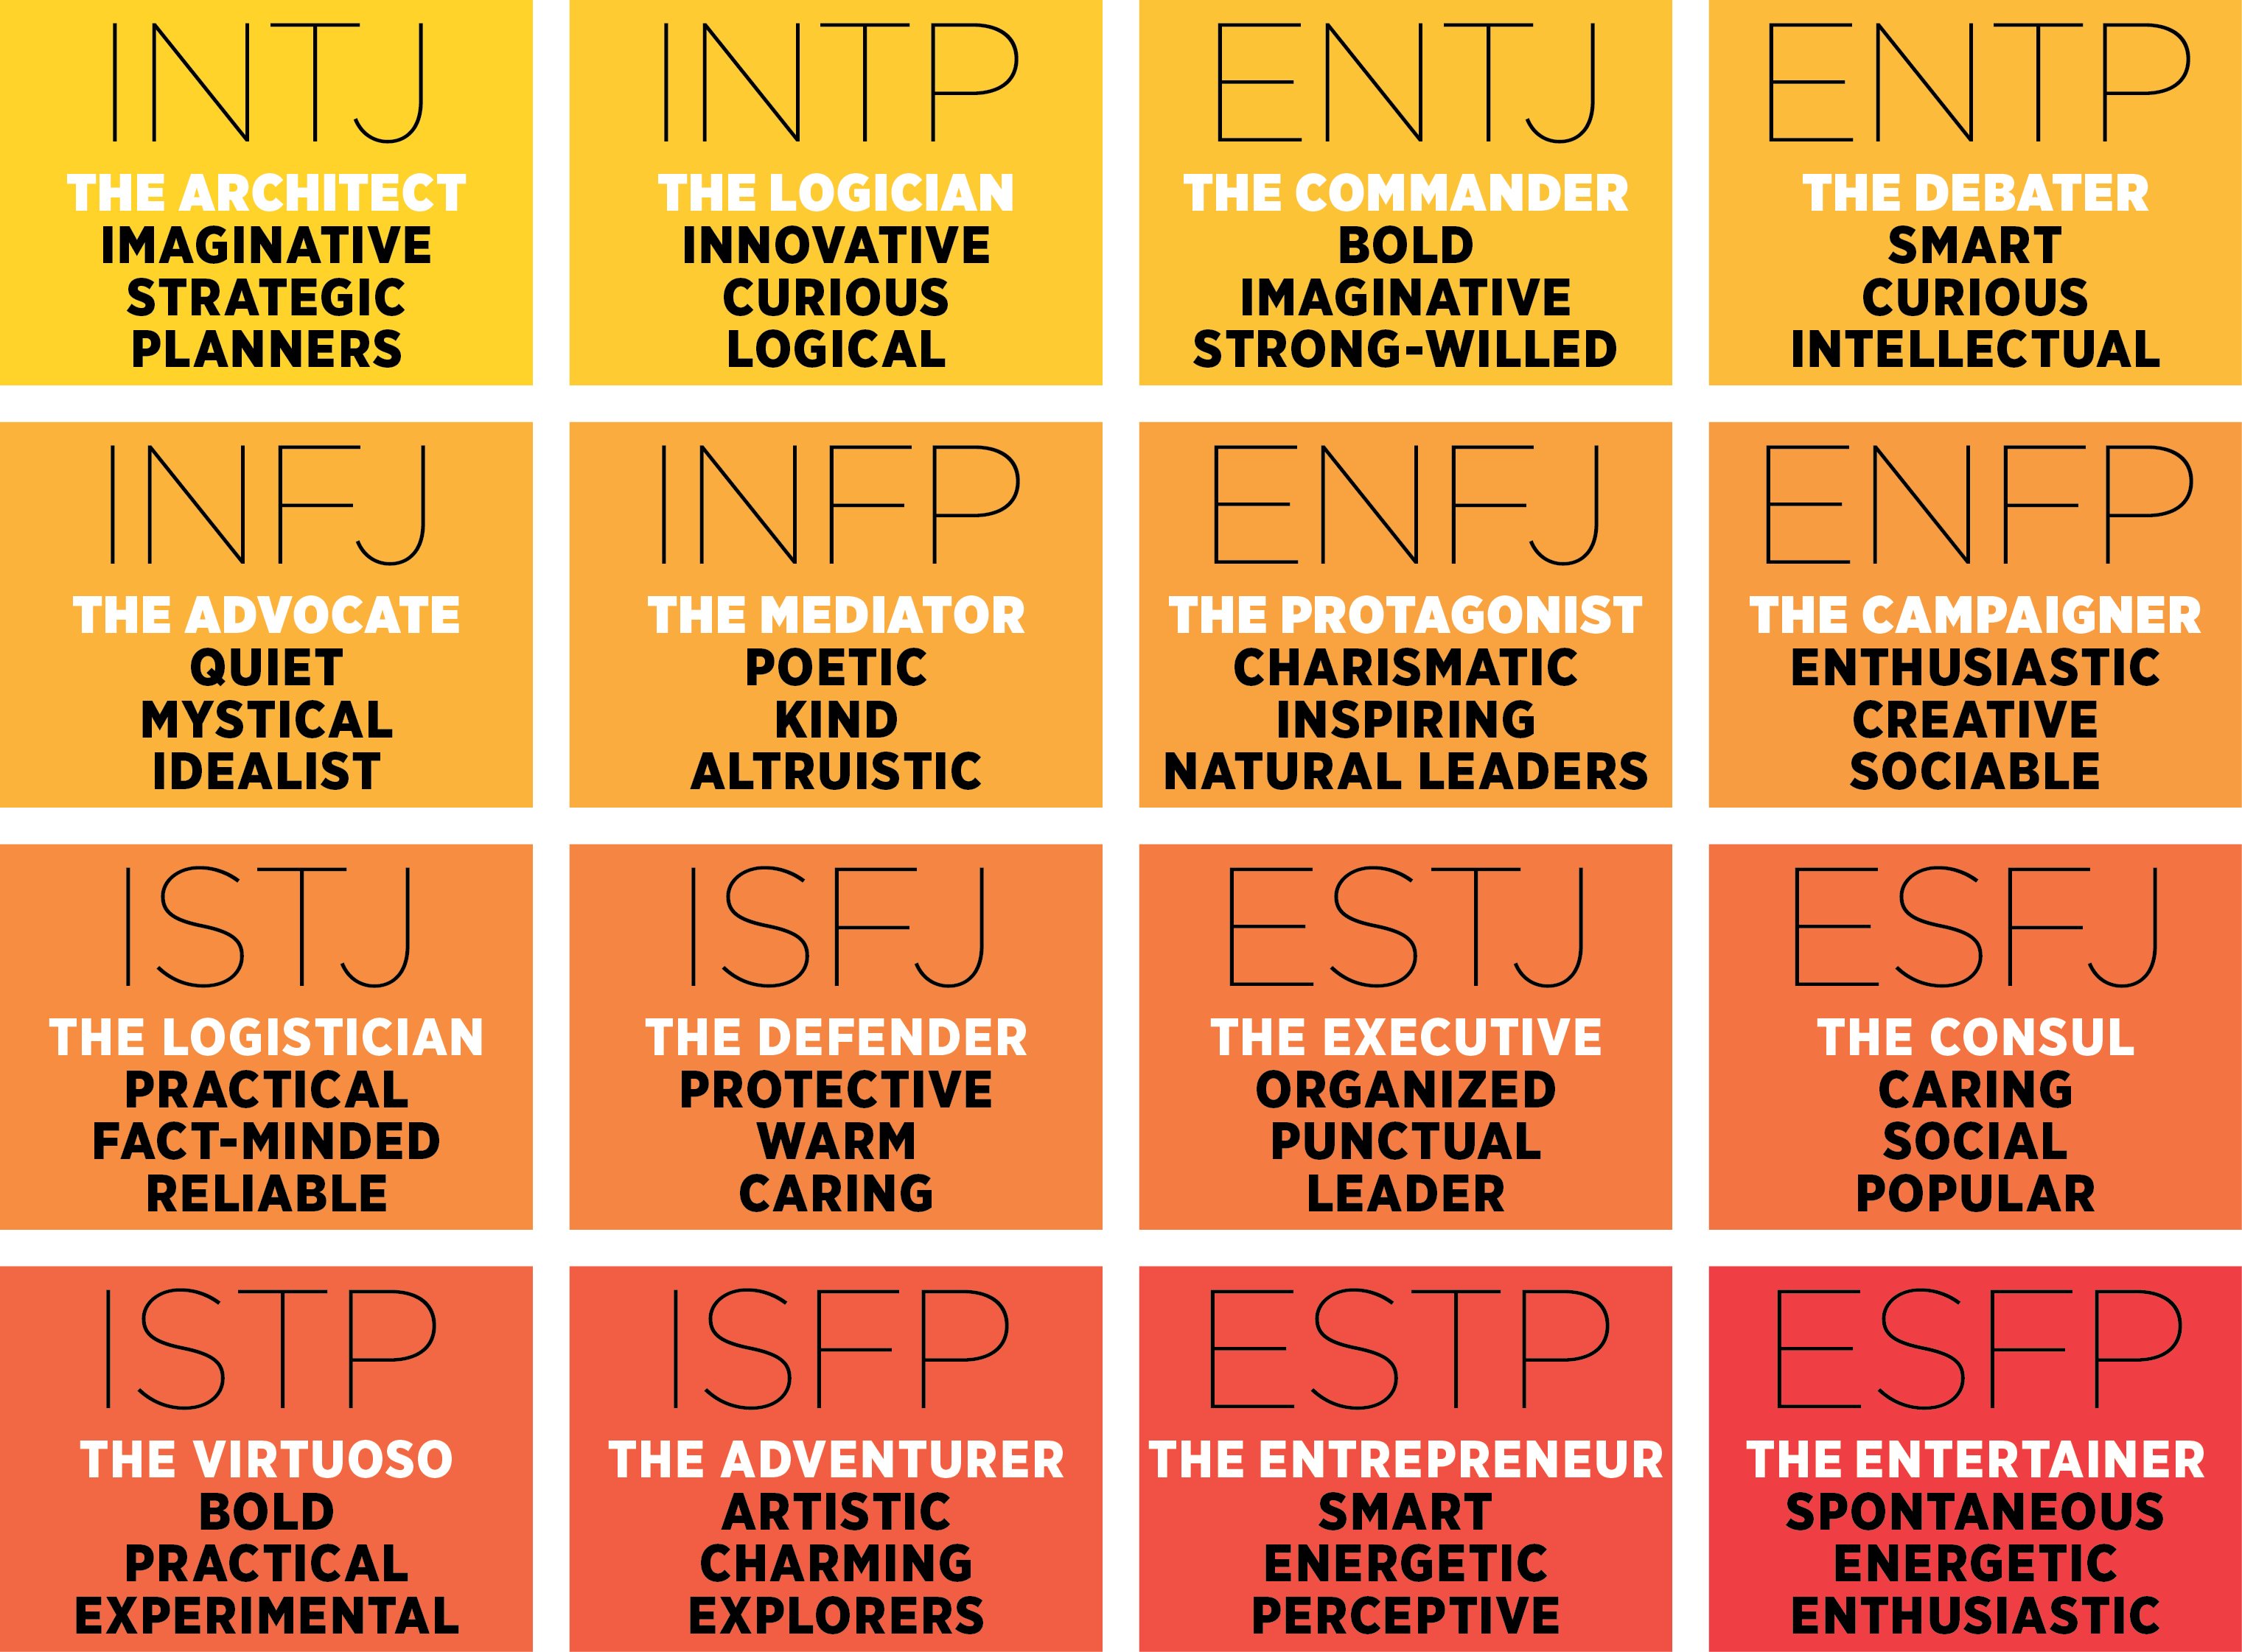 INTJ
THE ARCHITECT
IMAGINATIVE
STRATEGIC
PLANNERS
INTP
THE LOGICIAN
INNOVATIVE
CURIOUS
LOGICAL
ENTJ
THE COMMANDER
BOLD
IMAGINATIVE
STRONG-WILLED
ENTP
THE DEBATER
SMART
CURIOUS
INTELLECTUAL
INFJ
THE ADVOCATE
QUIET
MYSTICAL
IDEALIST
INFP
THE MEDIATOR
POETIC
KIND
ALTRUISTIC
ENFJ
THE PROTAGONIST
CHARISMATIC
INSPIRING
NATURAL LEADERS
ENFP
THE CAMPAIGNER
ENTHUSIASTIC
CREATIVE
SOCIABLE
ISTJ
THE LOGISTICIAN
PRACTICAL
FACT-MINDED
RELIABLE
ISFJ
THE DEFENDER
PROTECTIVE
WARM
CARING
ESTJ
THE EXECUTIVE
ORGANIZED
PUNCTUAL
LEADER
ESFJ
THE CONSUL
CARING
SOCIAL
POPULAR
ISTP
THE VIRTUOSO
BOLD
PRACTICAL
EXPERIMENTAL
ISFP
THE ADVENTURER
ARTISTIC
CHARMING
EXPLORERS
ESTP
THE ENTREPRENEUR
SMART
ENERGETIC
PERCEPTIVE
ESFP
THE ENTERTAINER
SPONTANEOUS
ENERGETIC
ENTHUSIASTIC